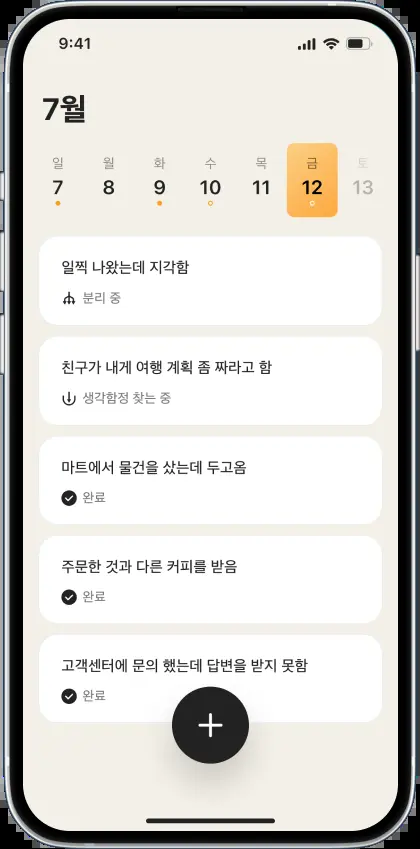 9:41
7월
일 월 화 수 목 금 토
7 8 9 10 11 12 13
일찍 나왔는데 지각함
분리 중
친구가 내게 여행 계획 좀 짜라고 함
생각함정 찾는 중
마트에서 물건을 샀는데 두고옴
완료
주문한 것과 다른 커피를 받음
완료
고객센터에 문의 했는데 답변을 받지 못함
완료